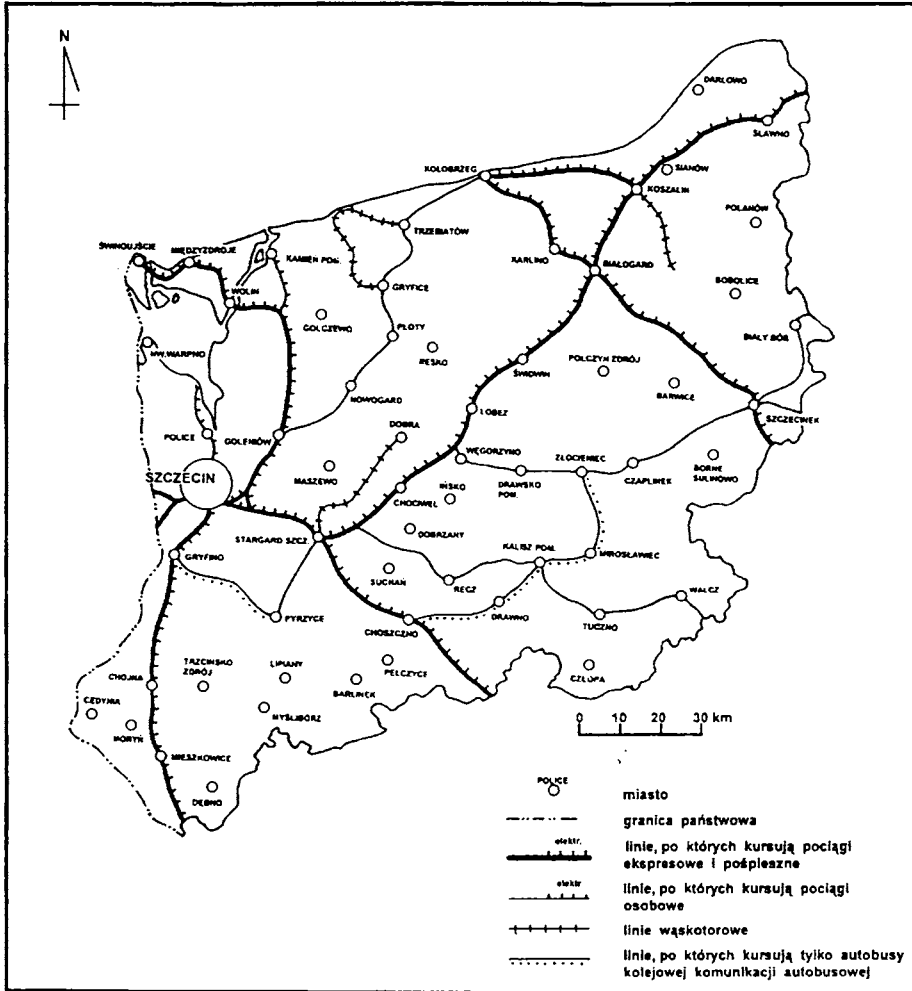 N
DARŁOWO
SŁAWNO
KOŁOBRZEG
SIANÓW
KOSZALIN
POLANÓW
TRZEBIATÓW
ŚWINOUJŚCIE
MIĘDZYZDROJE
KAMIEŃ POM.
KARLINO
BIAŁOGARD
WOLIN
GRYFICE
BOBOLICE
GOLCZEWO
PŁOTY
BIAŁY BÓR
NW. WARPNO
RESKO
ŚWIDWIN
POŁCZYN ZDRÓJ
BARWICE
NOWOGARD
ŁOBEZ
SZCZECINEK
POLICE
GOLENIÓW
DOBRA
WĘGORZYNO
ZŁOCIENIEC
SZCZECIN
MASZEWO
IŃSKO
DRAWSKO
POM.
CZAPLINEK
BORNE
SULINOWO
CHOCIWEL
STARGARD SZCZ.
DOBRZANY
KALISZ POM.
MIROSŁAWIEC
GRYFINO
SUCHAŃ
RECZ
WAŁCZ
PYRZYCE
CHOSZCZNO
DRAWNO
TUCZNO
CHOJNA
TRZCIŃSKO
ZDRÓJ
LIPIANY
PEŁCZYCE
CZŁOPA
CEDYNIA
BARLINEK
MYŚLIBÓRZ
MORYŃ
0 10 20 30 km
MIESZKOWICE
DĘBNO
POLICE
miasto
granica państwowa
elektr.
linie, po których kursują pociągi
ekspresowe i pośpieszne
elektr
linie, po których kursują pociągi
osobowe
linie wąskotorowe
linie, po których kursują tylko autobusy
kolejowej komunikacji autobusowej